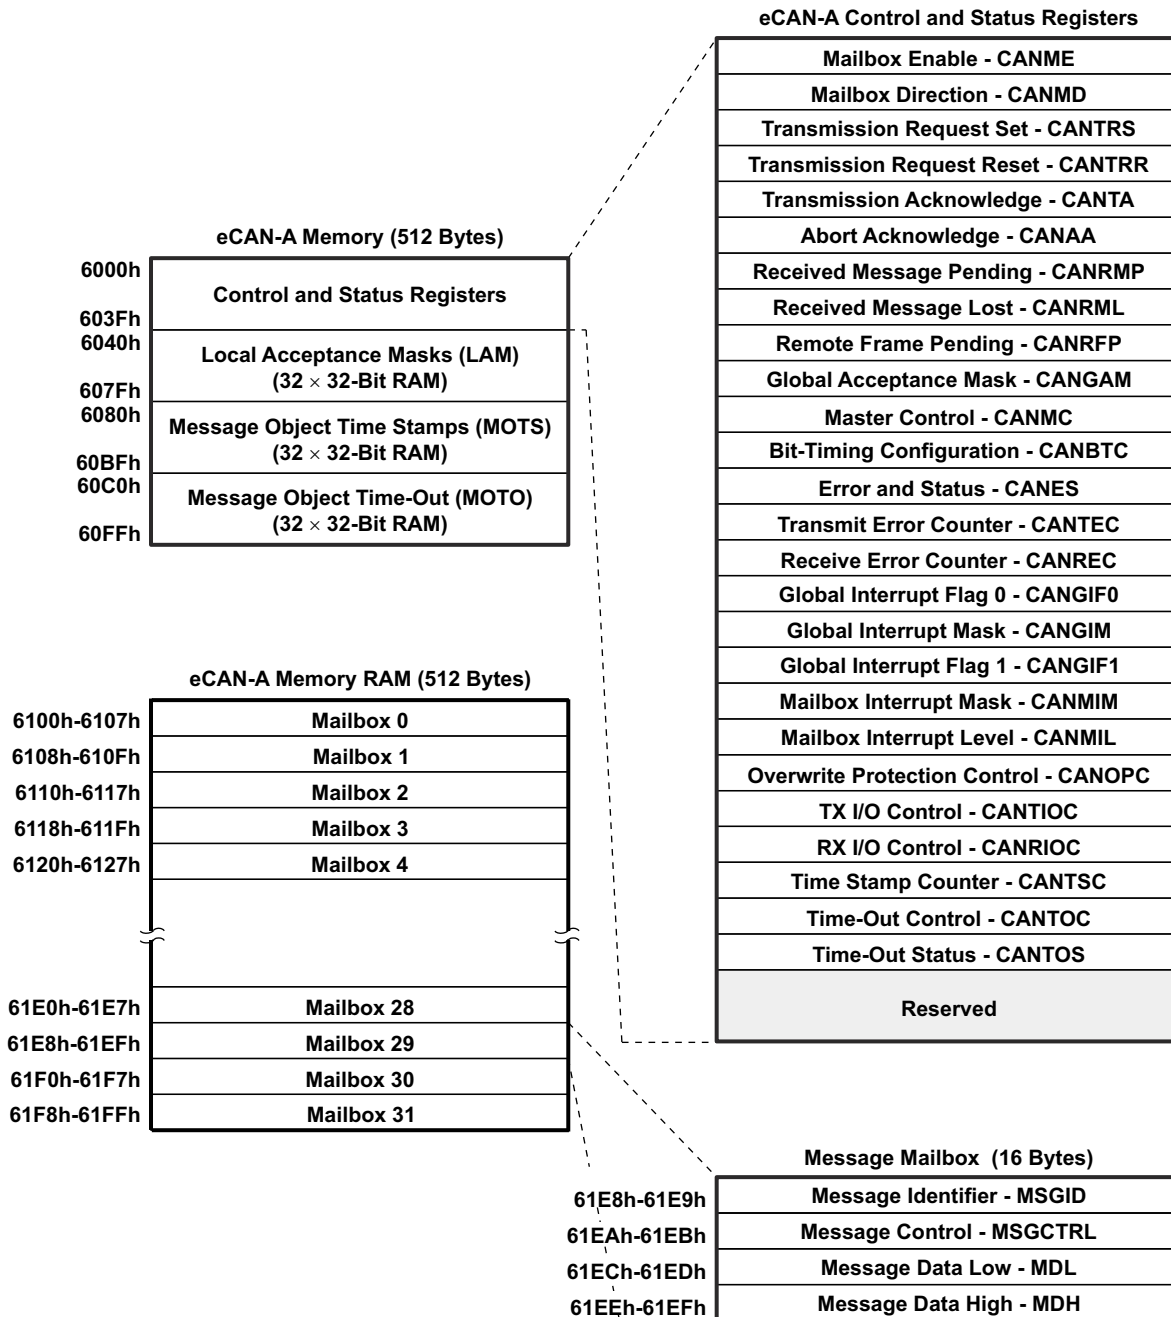 eCAN-A Control and Status Registers
Mailbox Enable - CANME
Mailbox Direction - CANMD
Transmission Request Set - CANTRS
Transmission Request Reset - CANTRR
Transmission Acknowledge - CANTA
Abort Acknowledge - CANAA
Received Message Pending - CANRMP
Received Message Lost - CANRML
Remote Frame Pending - CANRFP
Global Acceptance Mask - CANGAM
Master Control - CANMC
Bit-Timing Configuration - CANBTC
Error and Status - CANES
Transmit Error Counter - CANTEC
Receive Error Counter - CANREC
Global Interrupt Flag 0 - CANGIF0
Global Interrupt Mask - CANGIM
Global Interrupt Flag 1 - CANGIF1
Mailbox Interrupt Mask - CANMIM
Mailbox Interrupt Level - CANMIL
Overwrite Protection Control - CANOPC
TX I/O Control - CANTIOC
RX I/O Control - CANRIOC
Time Stamp Counter - CANTSC
Time-Out Control - CANTOC
Time-Out Status - CANTOS
Reserved
eCAN-A Memory (512 Bytes)
6000h
Control and Status Registers
603Fh
6040h
Local Acceptance Masks (LAM)
(32 × 32-Bit RAM)
607Fh
6080h
Message Object Time Stamps (MOTS)
(32 × 32-Bit RAM)
60BFh
60C0h
Message Object Time-Out (MOTO)
(32 × 32-Bit RAM)
60FFh
eCAN-A Memory RAM (512 Bytes)
6100h-6107h Mailbox 0
6108h-610Fh Mailbox 1
6110h-6117h Mailbox 2
6118h-611Fh Mailbox 3
6120h-6127h Mailbox 4
61E0h-61E7h Mailbox 28
61E8h-61EFh Mailbox 29
61F0h-61F7h Mailbox 30
61F8h-61FFh Mailbox 31
Message Mailbox (16 Bytes)
61E8h-61E9h Message Identifier - MSGID
61EAh-61EBh Message Control - MSGCTRL
61ECh-61EDh Message Data Low - MDL
61EEh-61EFh Message Data High - MDH